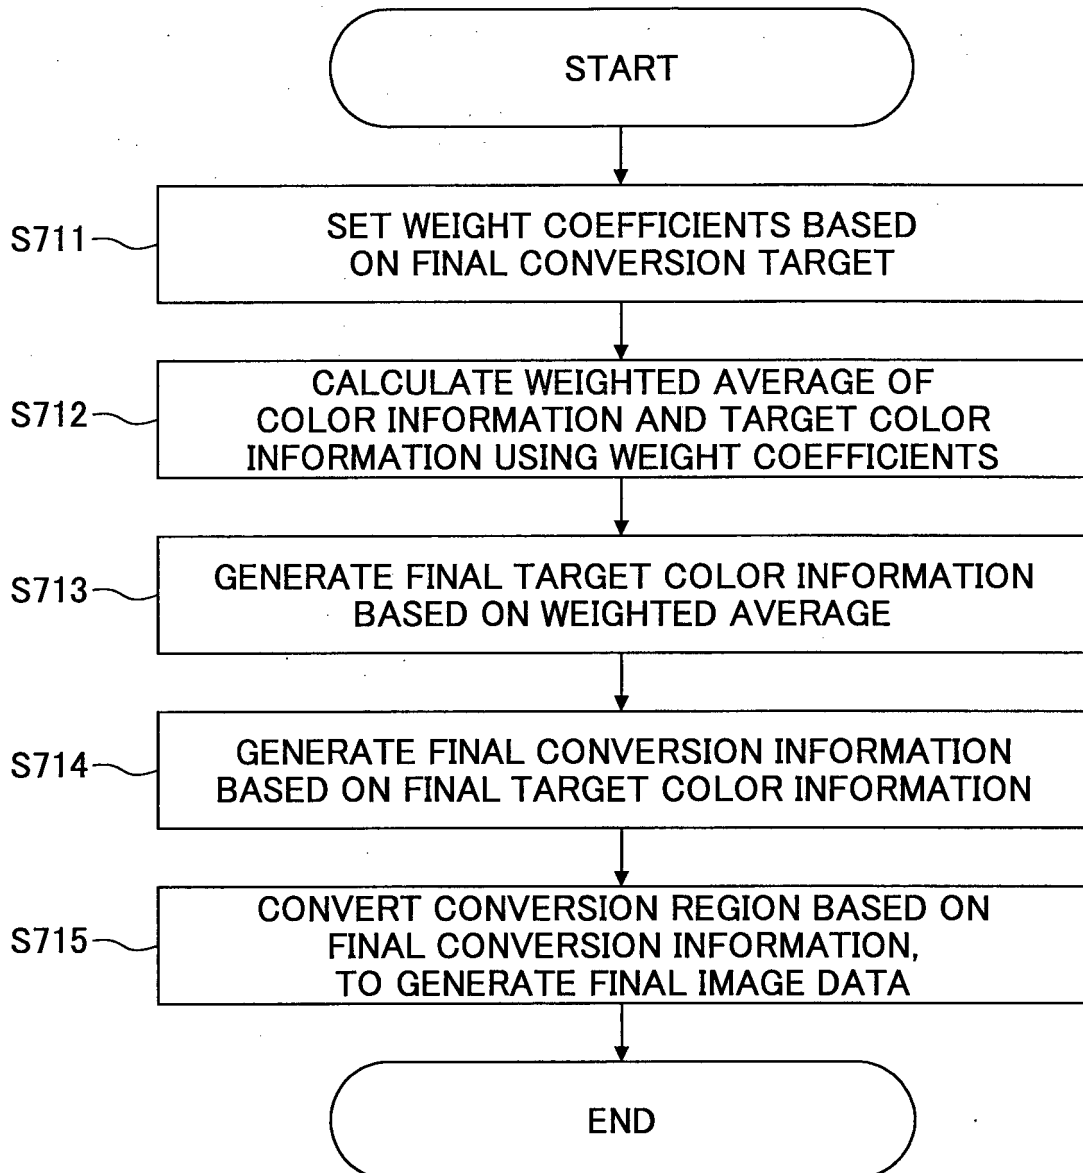 START
S711
SET WEIGHT COEFFICIENTS BASED
ON FINAL CONVERSION TARGET
S712
CALCULATE WEIGHTED AVERAGE OF
COLOR INFORMATION AND TARGET COLOR
INFORMATION USING WEIGHT COEFFICIENTS
S713
GENERATE FINAL TARGET COLOR INFORMATION
BASED ON WEIGHTED AVERAGE
S714
GENERATE FINAL CONVERSION INFORMATION
BASED ON FINAL TARGET COLOR INFORMATION
S715
CONVERT CONVERSION REGION BASED ON
FINAL CONVERSION INFORMATION,
TO GENERATE FINAL IMAGE DATA
END